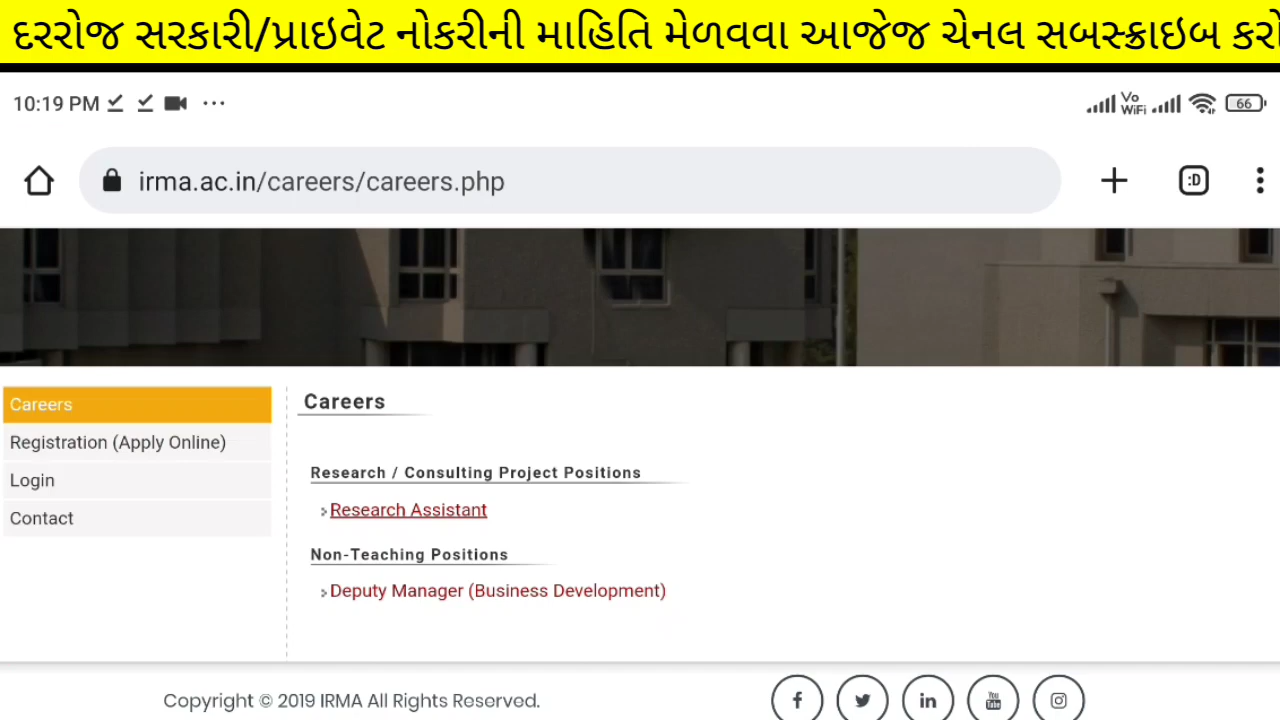 દરરોજ સરકારી/પ્રાઇવેટ નોકરીની માહિતિ મેળવવા આજેજ ચેનલ સબસ્ક્રાઇબ કરો
10:19 PM
Vo WiFi
66
irma.ac.in/careers/careers.php
:D
Careers
Registration (Apply Online)
Login
Contact
Careers
Research / Consulting Project Positions
Research Assistant
Non-Teaching Positions
Deputy Manager (Business Development)
Copyright © 2019 IRMA All Rights Reserved.
You Tube